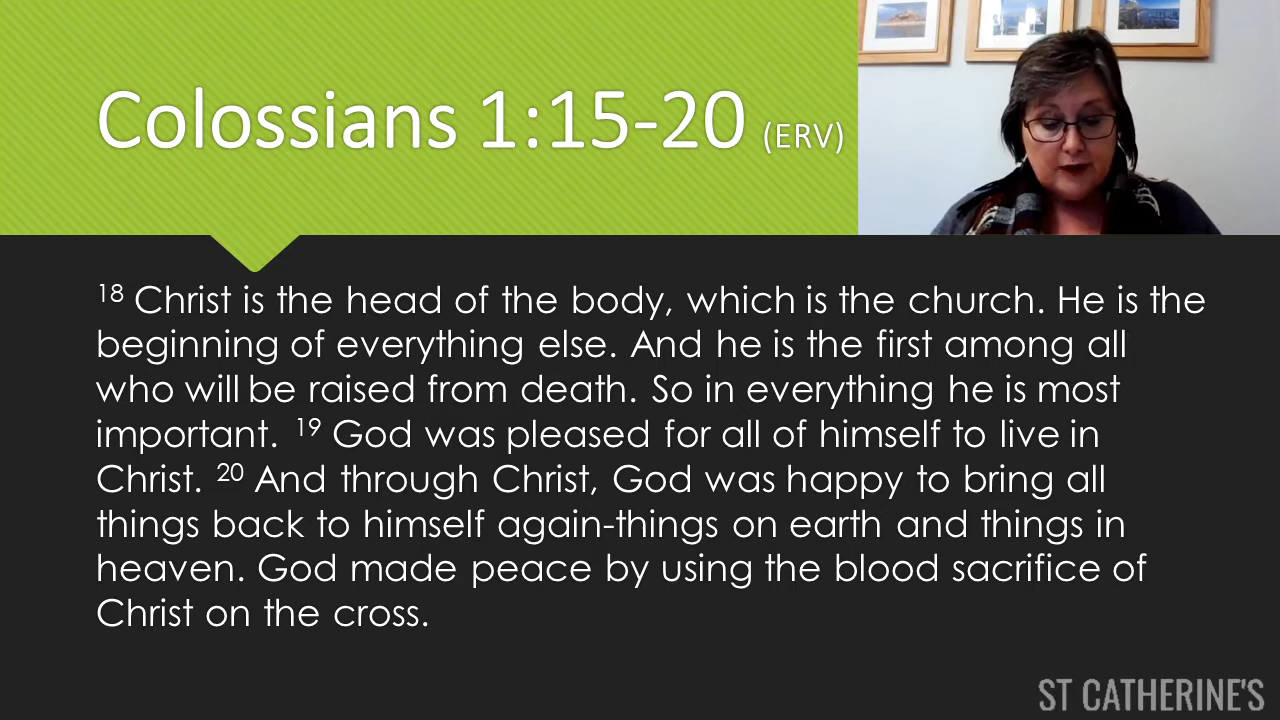 Colossians 1:15-20 (ERV)
18 Christ is the head of the body, which is the church. He is the
beginning of everything else. And he is the first among all
who will be raised from death. So in everything he is most
important. 19 God was pleased for all of himself to live in
Christ. 20 And through Christ, God was happy to bring all
things back to himself again-things on earth and things in
heaven. God made peace by using the blood sacrifice of
Christ on the cross.
ST CATHERINE'S